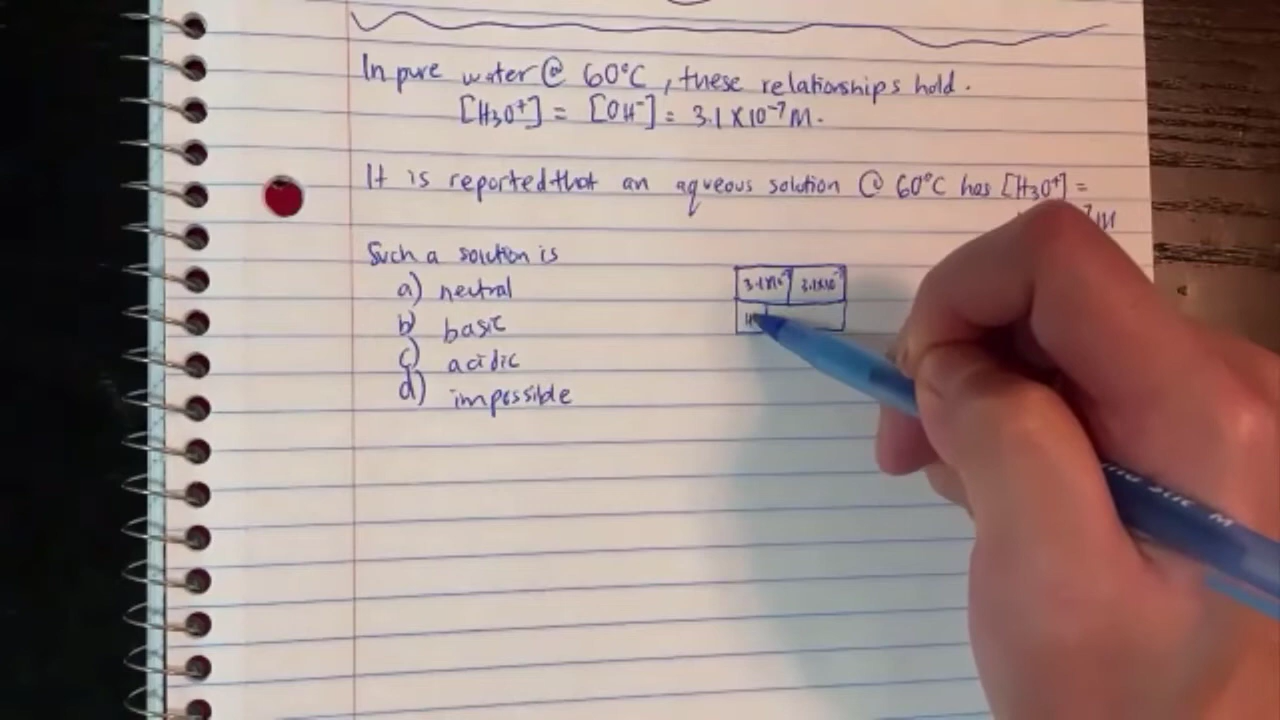 In pure water @ 60°C, these relationships hold.
[H3O+] = [OH-] = 3.1 X 10-7 M.
It is reported that an aqueous solution @ 60°C has [H3O+] =
M
Such a solution is
a) neutral
b) basic
c) acidic
d) impossible